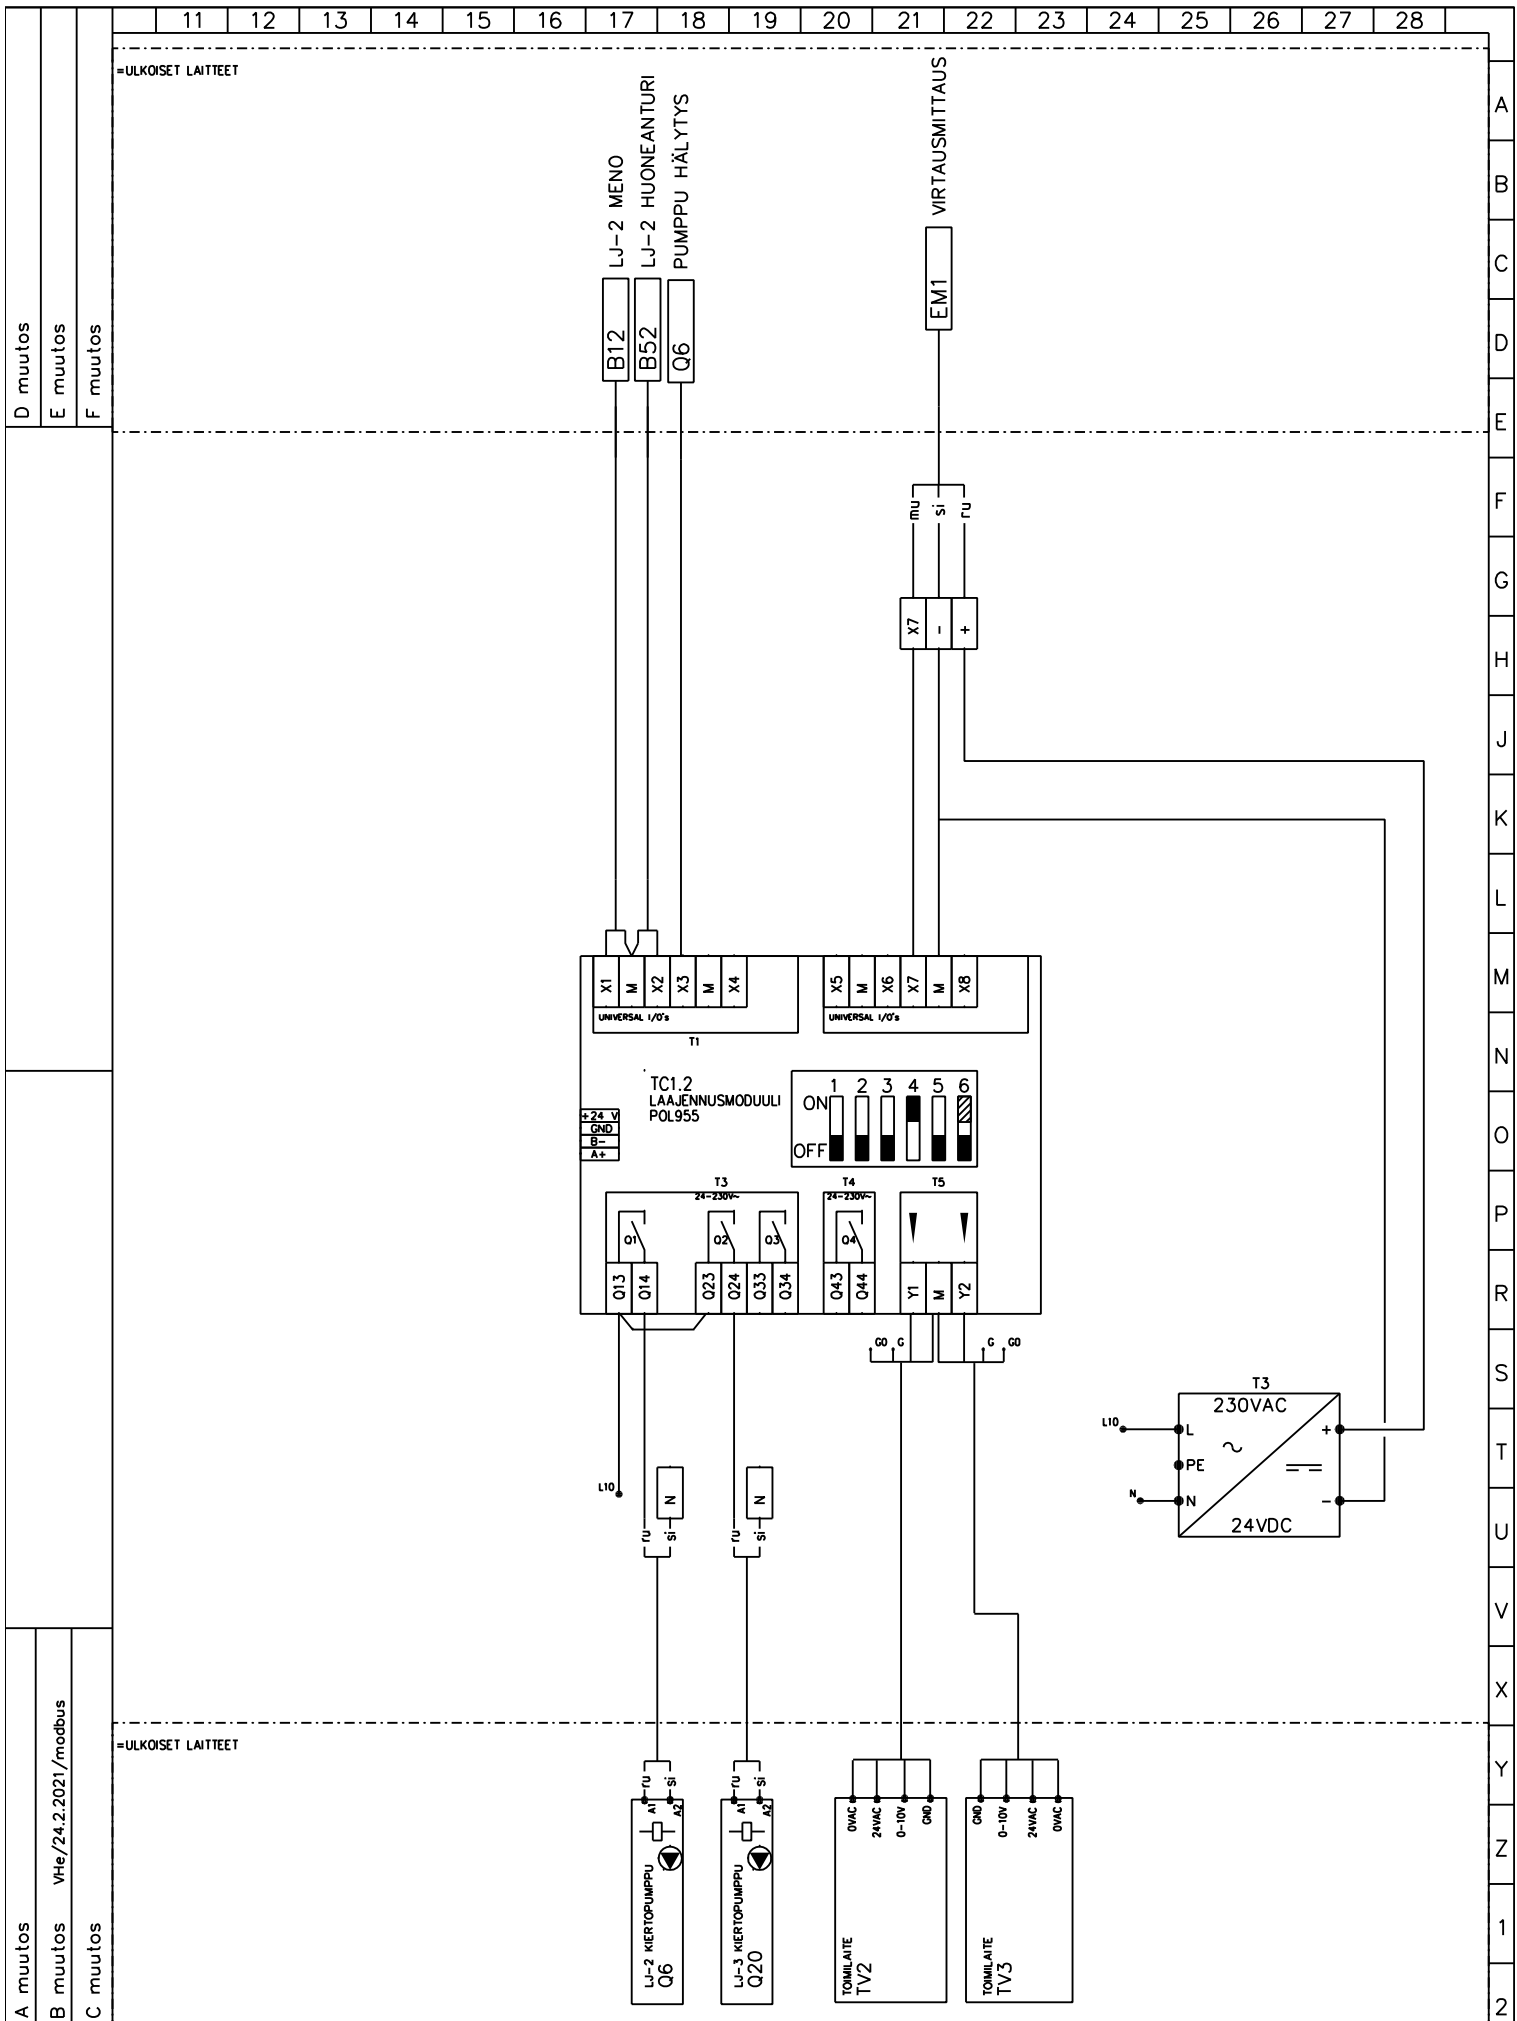 11 12 13 14 15 16 17 18 19 20 21 22 23 24 25 26 27 28
A
B
C
D
E
F
G
H
J
K
L
M
N
O
P
R
S
T
U
V
X
Y
Z
1
2
D muutos
E muutos
F muutos
A muutos
B muutos VHe/24.2.2021/modbus
C muutos
=ULKOISET LAITTEET
LJ-2 MENO
LJ-2 HUONEANTURI
PUMPPU HÄLYTYS
VIRTAUSMITTAUS
B12
B52
Q6
EM1
mu si ru
X7 - +
X1 M X2 X3 M X4
UNIVERSAL I/O's
T1
X5 M X6 X7 M X8
UNIVERSAL I/O's
TC1.2
LAAJENNUSMODUULI
POL955
+24 V
GND
B-
A+
1 2 3 4 5 6
ON
OFF
T3
24-230V~
T4
24-230V~
T5
Q1 Q2 Q3 Q4
Q13 Q14 Q23 Q24 Q33 Q34 Q43 Q44 Y1 M Y2
G0 G G G0
L10
N
N
ru si
ru si
T3
230VAC
L10
L
+
PE
N
N
-
24VDC
=ULKOISET LAITTEET
ru si
ru si
A1 A2
A1 A2
LJ-2 KIERTOPUMPPU
Q6
LJ-3 KIERTOPUMPPU
Q20
0VAC
24VAC
0-10V
GND
TOIMILAITE
TV2
GND
0-10V
24VAC
0VAC
TOIMILAITE
TV3